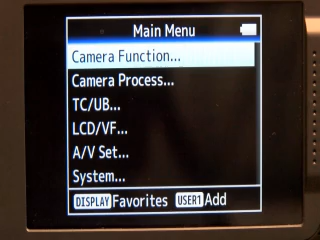 Main Menu
Camera Function...
Camera Process...
TC/UB...
LCD/VF...
A/V Set...
System...
DISPLAY Favorites USER1 Add